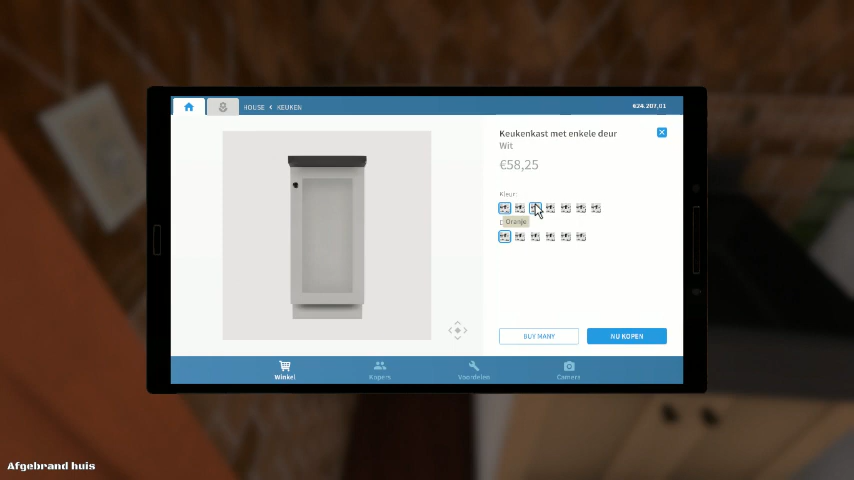 HOUSE < KEUKEN
€24.207,01
Keukenkast met enkele deur
Wit
€58,25
Kleur:
Oranje
BUY MANY
NU KOPEN
Winkel
Kopers
Voordelen
Camera
Afgebrand huis